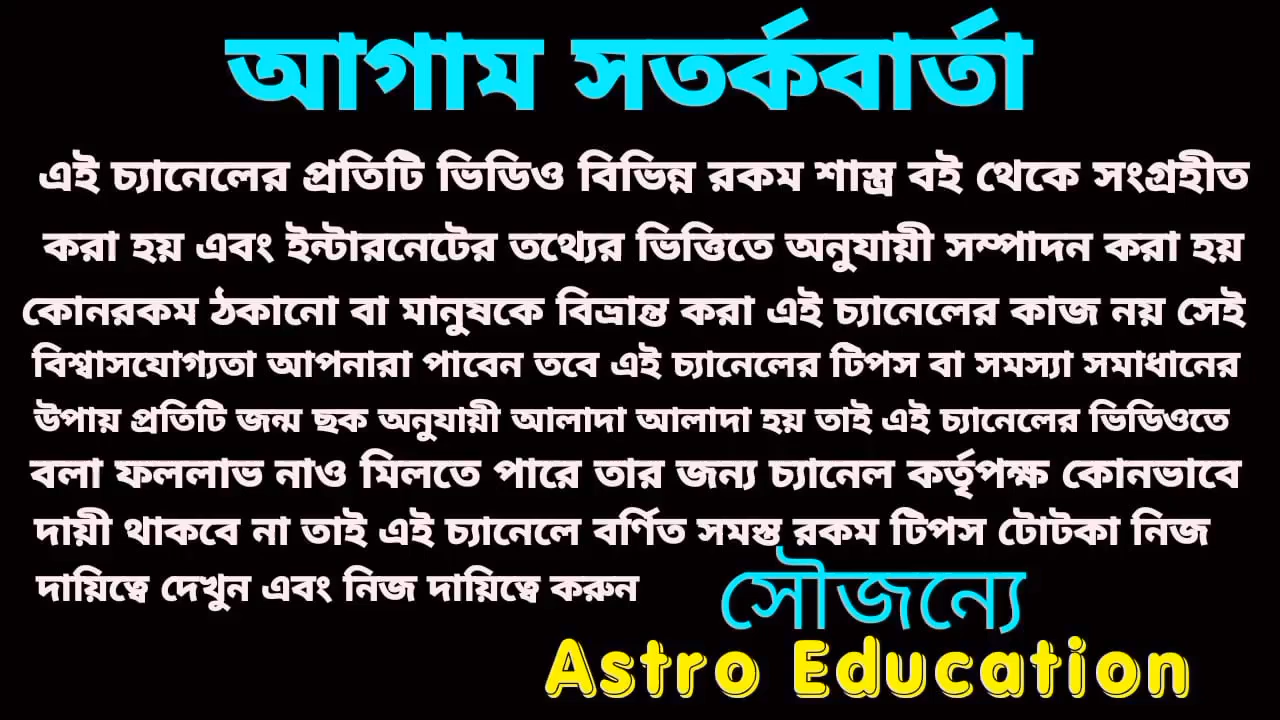 আগাম সতর্কবার্তা
এই চ্যানেলের প্রতিটি ভিডিও বিভিন্ন রকম শাস্ত্র বই থেকে সংগ্রহীত
করা হয় এবং ইন্টারনেটের তথ্যের ভিত্তিতে অনুযায়ী সম্পাদন করা হয়
কোনরকম ঠকানো বা মানুষকে বিভ্রান্ত করা এই চ্যানেলের কাজ নয় সেই
বিশ্বাসযোগ্যতা আপনারা পাবেন তবে এই চ্যানেলের টিপস বা সমস্যা সমাধানের
উপায় প্রতিটি জন্ম ছক অনুযায়ী আলাদা আলাদা হয় তাই এই চ্যানেলের ভিডিওতে
বলা ফললাভ নাও মিলতে পারে তার জন্য চ্যানেল কর্তৃপক্ষ কোনভাবে
দায়ী থাকবে না তাই এই চ্যানেলে বর্ণিত সমস্ত রকম টিপস টোটকা নিজ
দায়িত্বে দেখুন এবং নিজ দায়িত্বে করুন
সৌজন্যে
Astro Education